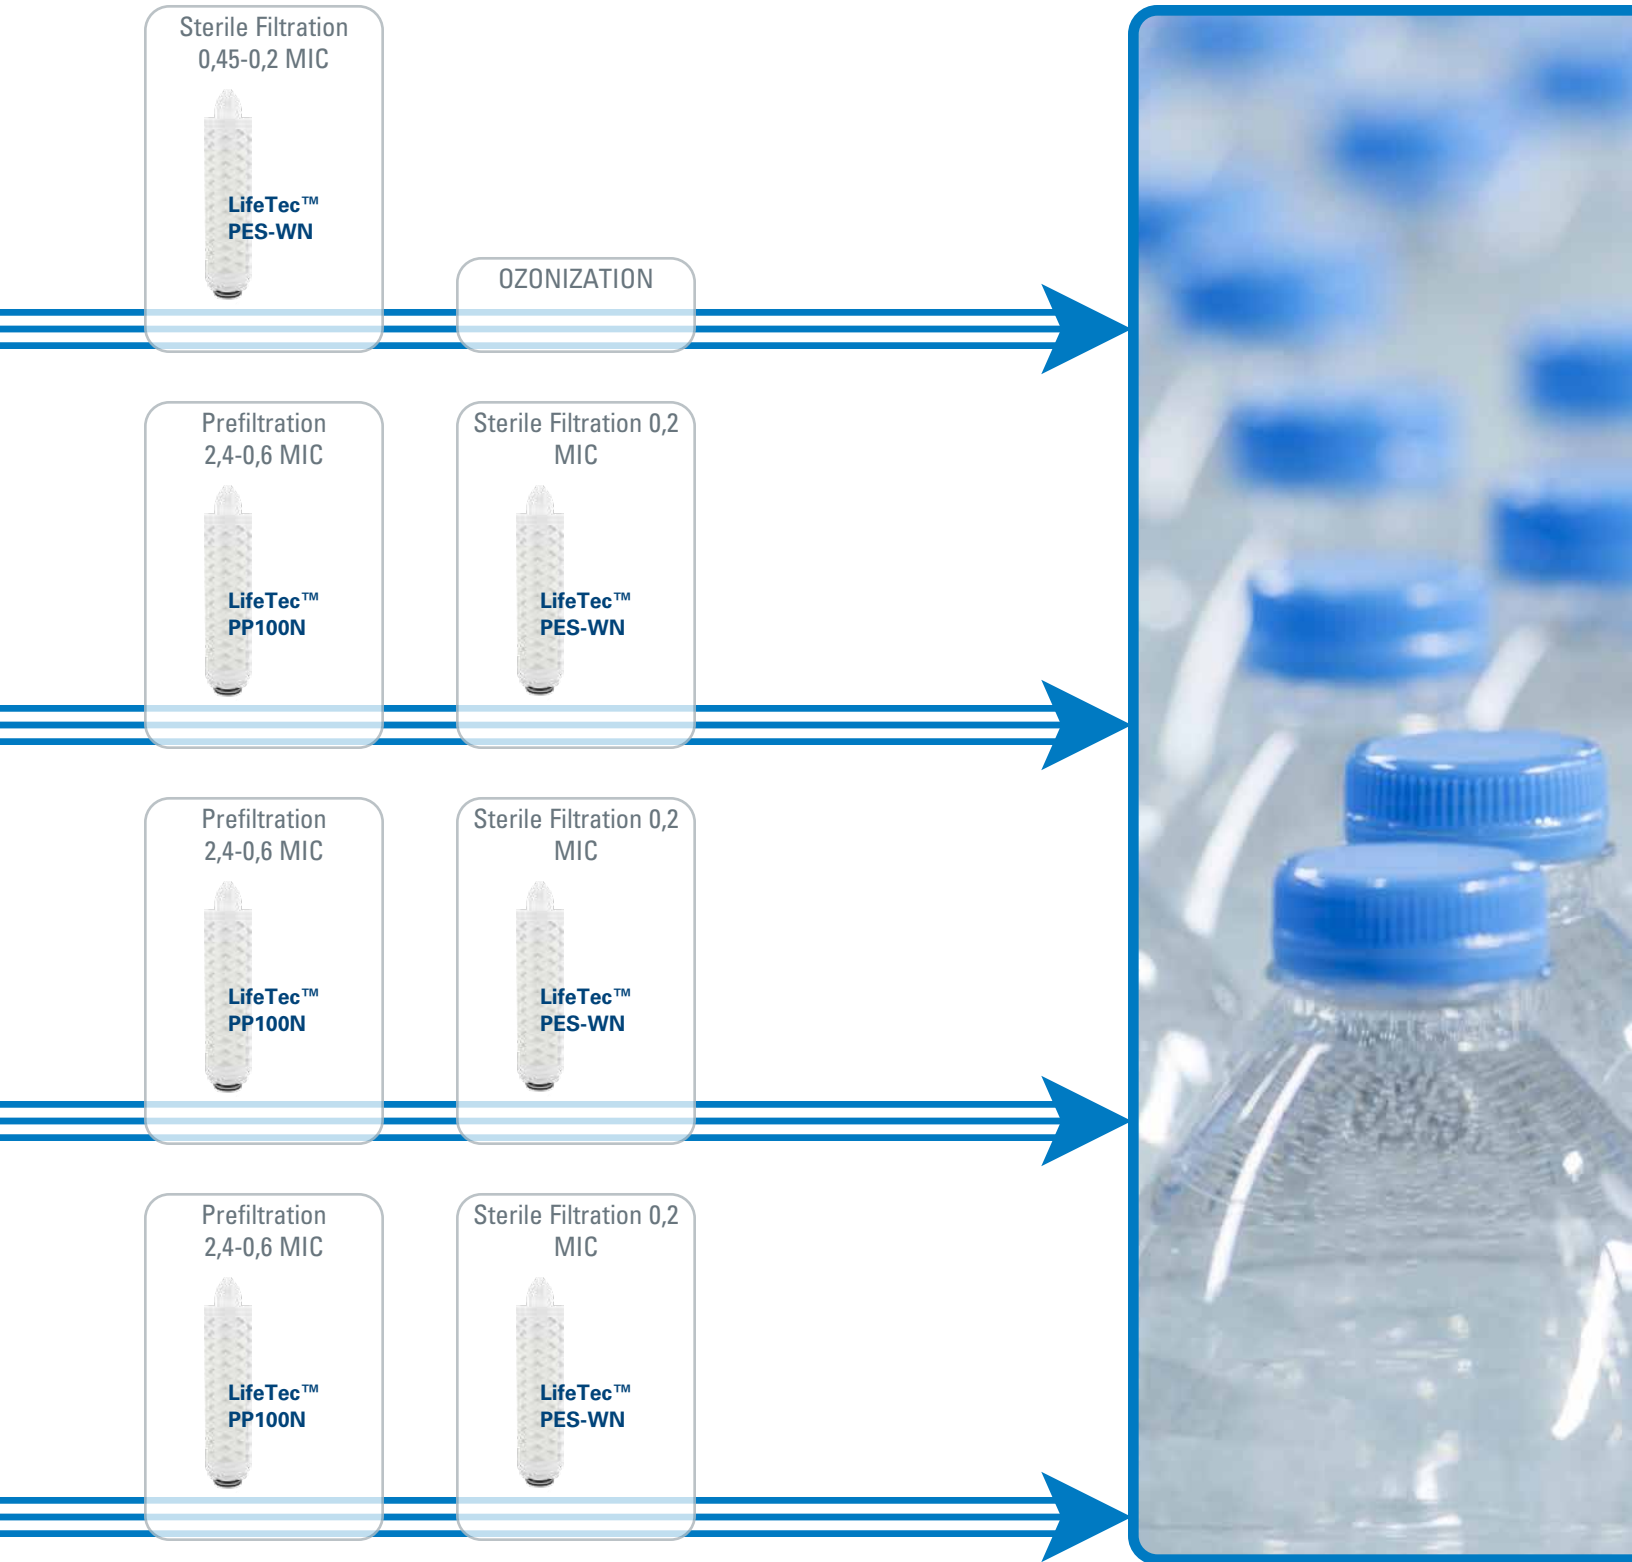 Sterile Filtration
0,45-0,2 MIC
LifeTec™
PES-WN
OZONIZATION
Prefiltration
2,4-0,6 MIC
LifeTec™
PP100N
Sterile Filtration 0,2
MIC
LifeTec™
PES-WN
Prefiltration
2,4-0,6 MIC
LifeTec™
PP100N
Sterile Filtration 0,2
MIC
LifeTec™
PES-WN
Prefiltration
2,4-0,6 MIC
LifeTec™
PP100N
Sterile Filtration 0,2
MIC
LifeTec™
PES-WN